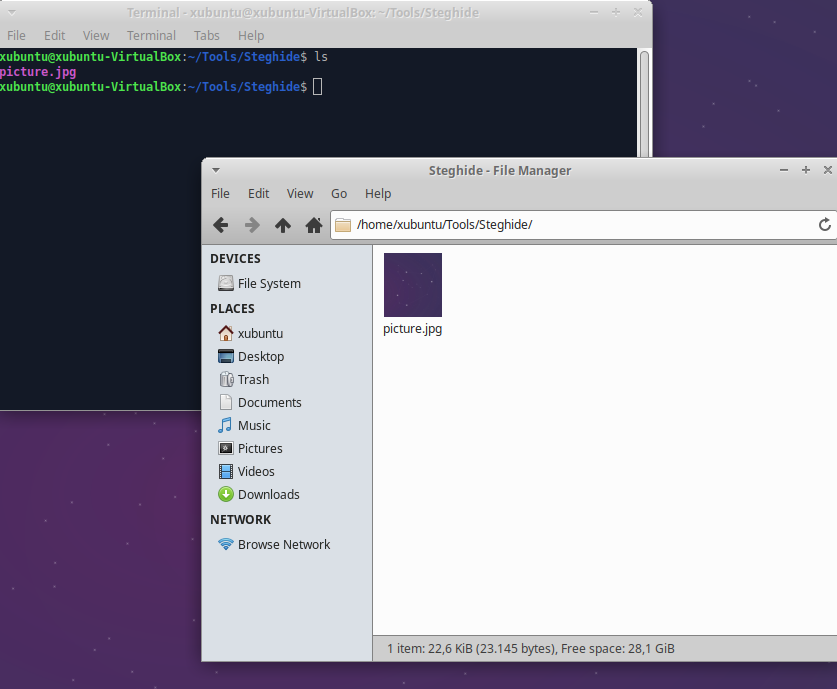 Terminal - xubuntu@xubuntu-VirtualBox: ~/Tools/Steghide
File Edit View Terminal Tabs Help
xubuntu@xubuntu-VirtualBox:~/Tools/Steghide$ ls
picture.jpg
xubuntu@xubuntu-VirtualBox:~/Tools/Steghide$
Steghide - File Manager
File Edit View Go Help
/home/xubuntu/Tools/Steghide/
DEVICES
File System
PLACES
xubuntu
Desktop
Trash
Documents
Music
Pictures
Videos
Downloads
NETWORK
Browse Network
picture.jpg
1 item: 22,6 KiB (23.145 bytes), Free space: 28,1 GiB